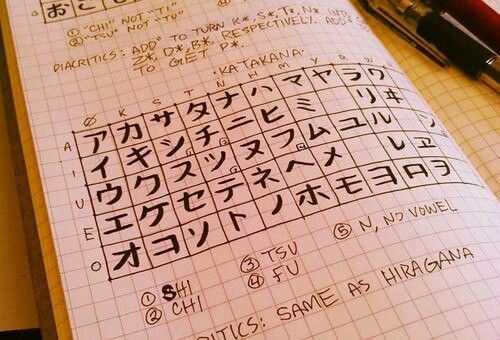 おこ
① "CHI" NOT "TI"
② "TSU" NOT "TU"
DIACRITICS: ADD " TO TURN K*, S*, T*, N* INTO
Z*, D*, B*, RESPECTIVELY. ADD
TO GET P*.
·KATAKANA·
Ø K S T N H M Y R W
A ア カ サ タ ナ ハ マ ヤ ラ ワ
I イ キ シ チ ニ ヒ ミ リ ヰ
U ウ ク ス ツ ヌ フ ム ユ ル
E エ ケ セ テ ネ ヘ メ レ ヱ
O オ コ ソ ト ノ ホ モ ヨ ロ ヲ
① SHI ③ TSU ⑤ N, NO VOWEL
② CHI ④ FU
ITICS: SAME AS HIRAGANA